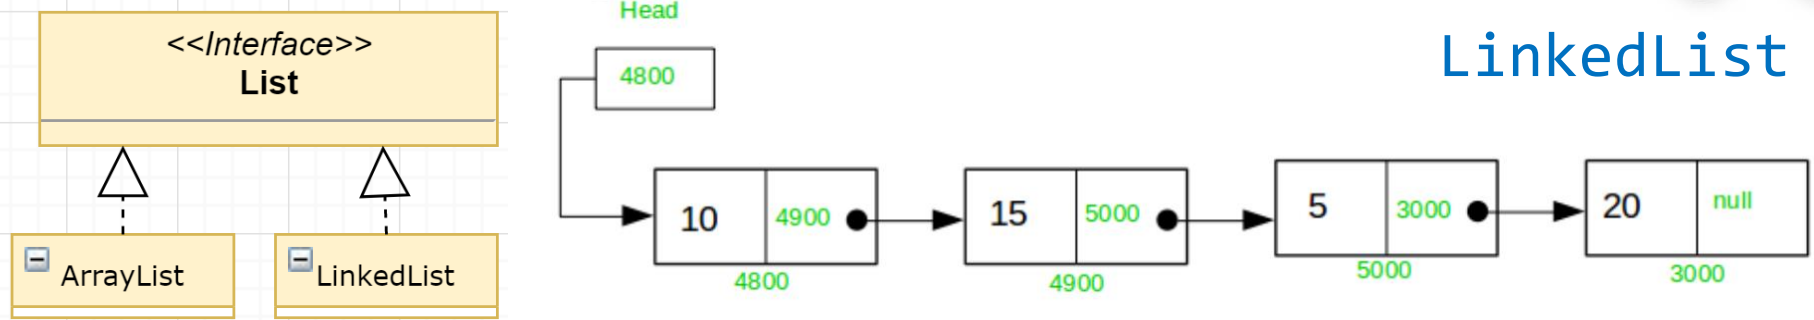 <<Interface>>
List
ArrayList
LinkedList
Head
LinkedList
4800
10
4900
15
5000
5
3000
20
null
4800
4900
5000
3000